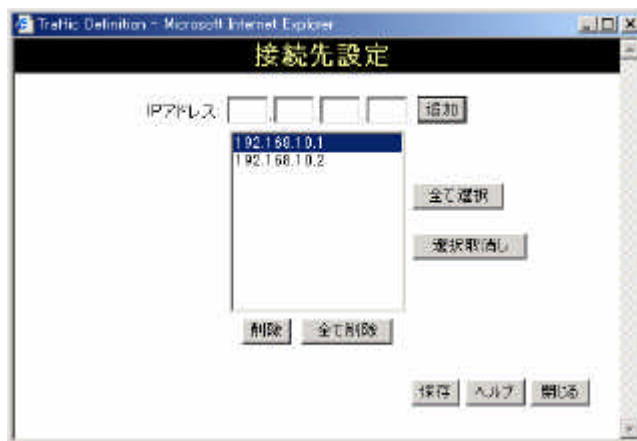 Traffic Definition - Microsoft Internet Explorer
接続先設定
IPアドレス . . . 追加
192.168.10.1
192.168.10.2
全て選択
選択取消し
削除 全て削除
保存 ヘルプ 閉じる